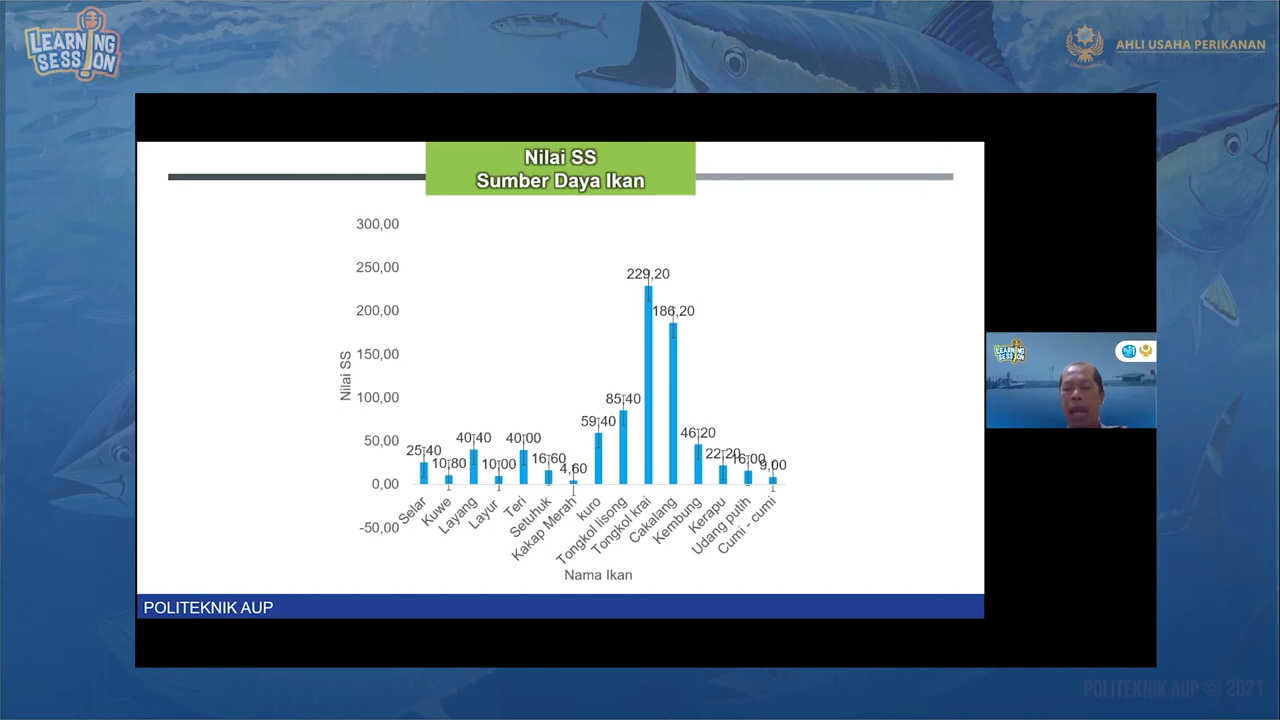 LEARNING
SESSION
AHLI USAHA PERIKANAN
Nilai SS
Sumber Daya Ikan
300,00
250,00
200,00
150,00
100,00
50,00
0,00
-50,00
Nilai SS
25,40
10,80
40,40
10,00
40,00
16,60
4,60
59,40
85,40
229,20
186,20
46,20
22,20
16,00
9,00
Selar
Kuwe
Layang
Layur
Teri
Setuhuk
Kakap Merah
kuro
Tongkol lisong
Tongkol krai
Cakalang
Kembung
Kerapu
Udang putih
Cumi - cumi
Nama Ikan
LEARNING
SESSION
POLITEKNIK AUP
POLITEKNIK AUP © 2021